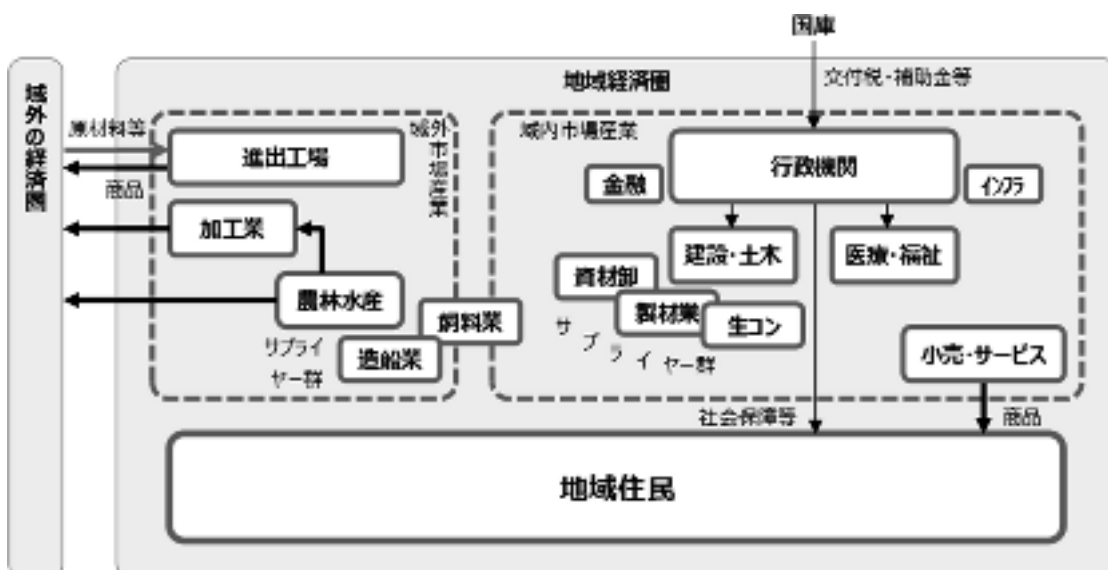 国庫
交付税・補助金等
地域経済圏
域外の経済圏
原材料等
商品
域外市場産業
進出工場
加工業
農林水産
飼料業
造船業
サプライ
ヤー群
域内市場産業
行政機関
金融
インフラ
建設・土木
医療・福祉
資材卸
製材業
生コン
サプライヤー群
小売・サービス
社会保障等
商品
地域住民